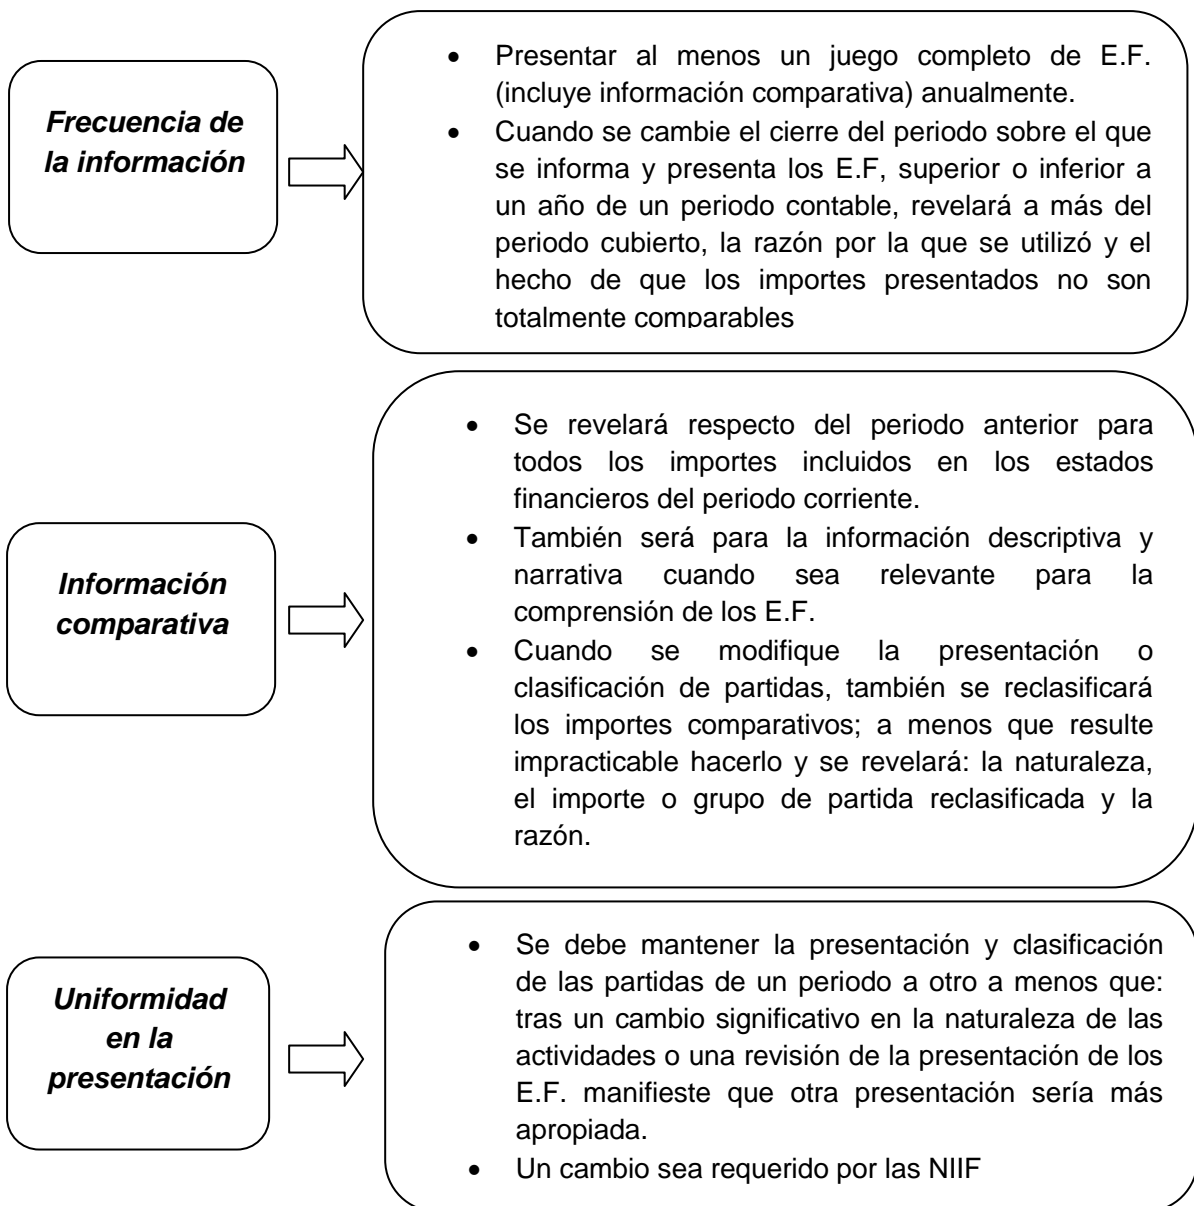 Frecuencia de
la información
• Presentar al menos un juego completo de E.F.
(incluye información comparativa) anualmente.
• Cuando se cambie el cierre del periodo sobre el que
se informa y presenta los E.F, superior o inferior a
un año de un periodo contable, revelará a más del
periodo cubierto, la razón por la que se utilizó y el
hecho de que los importes presentados no son
totalmente comparables
Información
comparativa
• Se revelará respecto del periodo anterior para
todos los importes incluidos en los estados
financieros del periodo corriente.
• También será para la información descriptiva y
narrativa cuando sea relevante para la
comprensión de los E.F.
• Cuando se modifique la presentación o
clasificación de partidas, también se reclasificará
los importes comparativos; a menos que resulte
impracticable hacerlo y se revelará: la naturaleza,
el importe o grupo de partida reclasificada y la
razón.
Uniformidad
en la
presentación
• Se debe mantener la presentación y clasificación
de las partidas de un periodo a otro a menos que:
tras un cambio significativo en la naturaleza de las
actividades o una revisión de la presentación de los
E.F. manifieste que otra presentación sería más
apropiada.
• Un cambio sea requerido por las NIIF